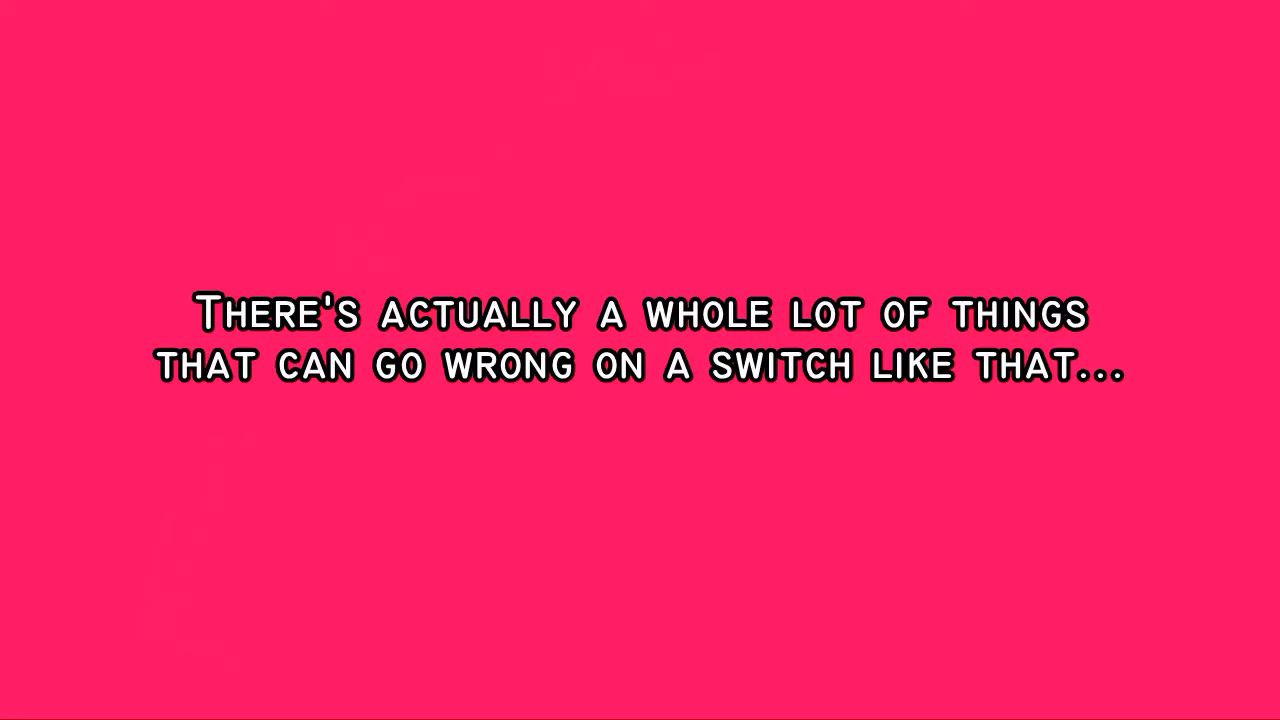 There's actually a whole lot of things
that can go wrong on a switch like that...